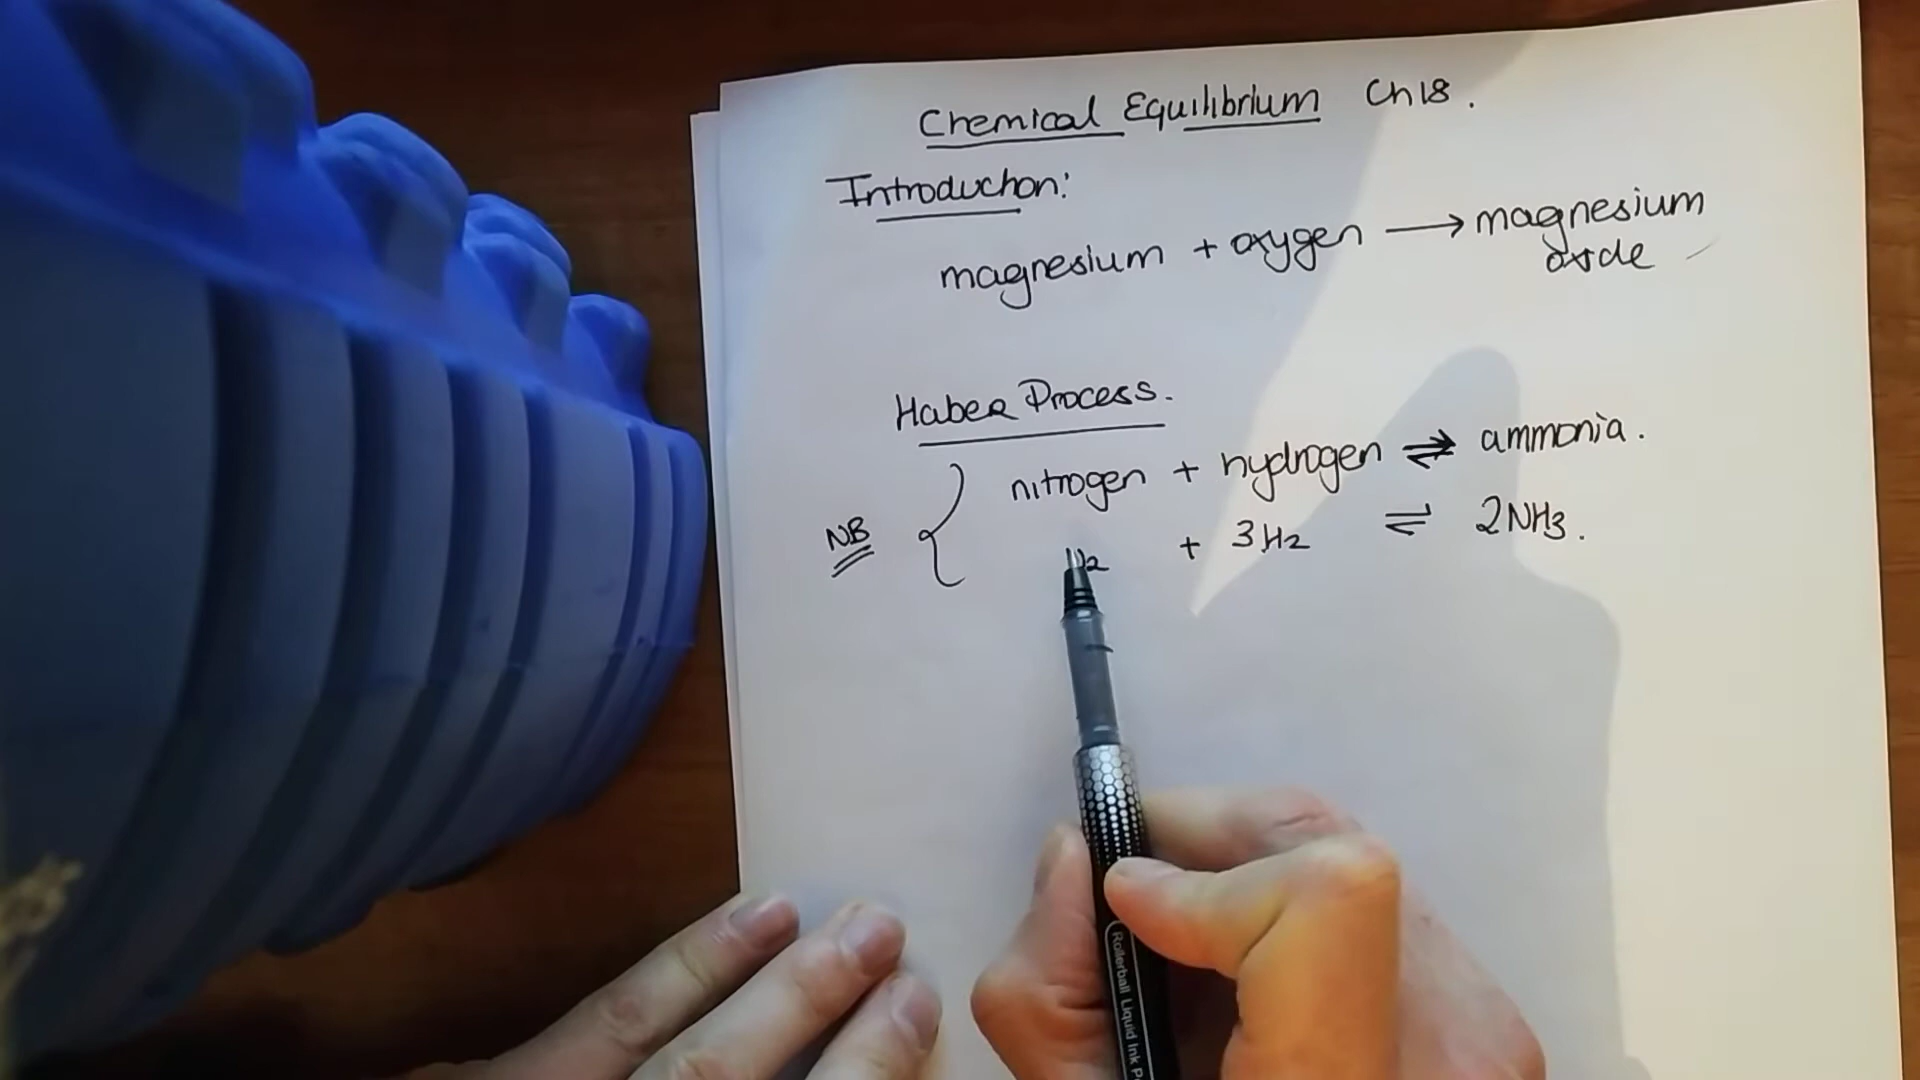 Chemical Equilibrium Ch18.
Introduction:
magnesium + oxygen ⟶ magnesium
oxide
Haber Process.
nitrogen + hydrogen ⇌ ammonia.
NB
+ 3H2 ⇌ 2NH3.
Rollerball Liquid Ink